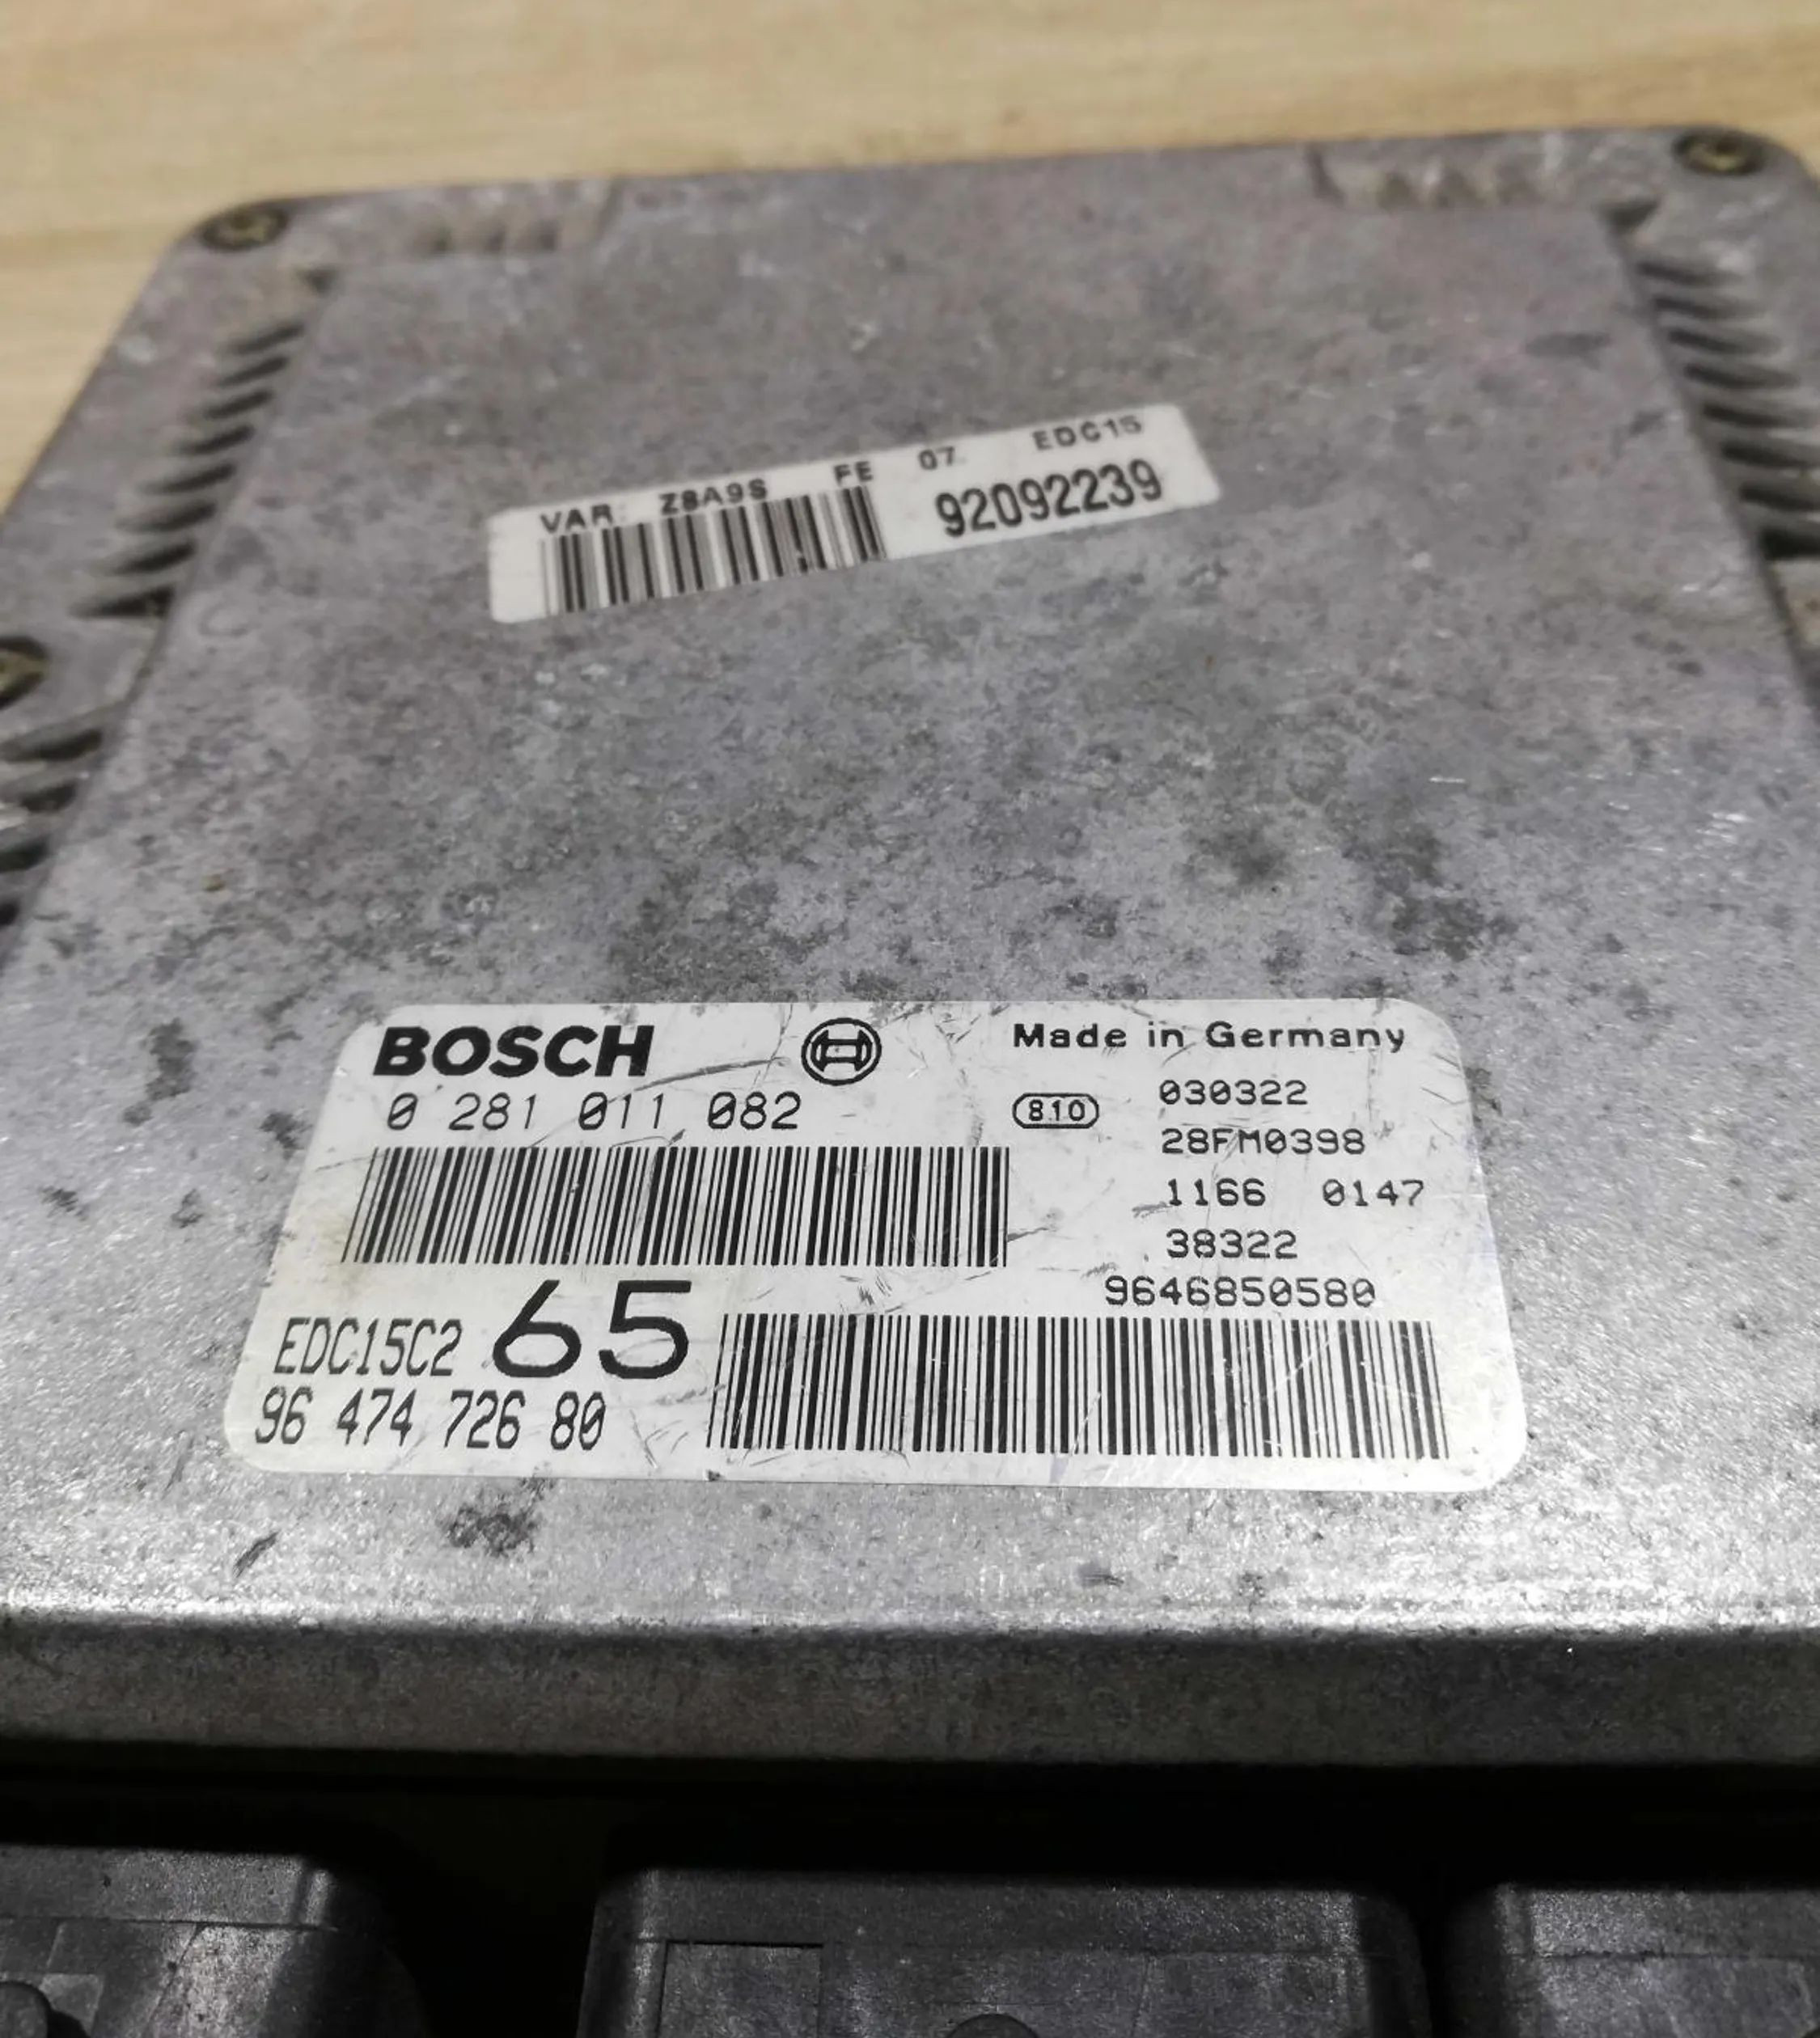 VAR: Z8A9S FE 07. EDC15
92092239
BOSCH
Made in Germany
0 281 011 082
810
030322
28FM0398
1166 0147
38322
9646850580
EDC15C2 65
96 474 726 80